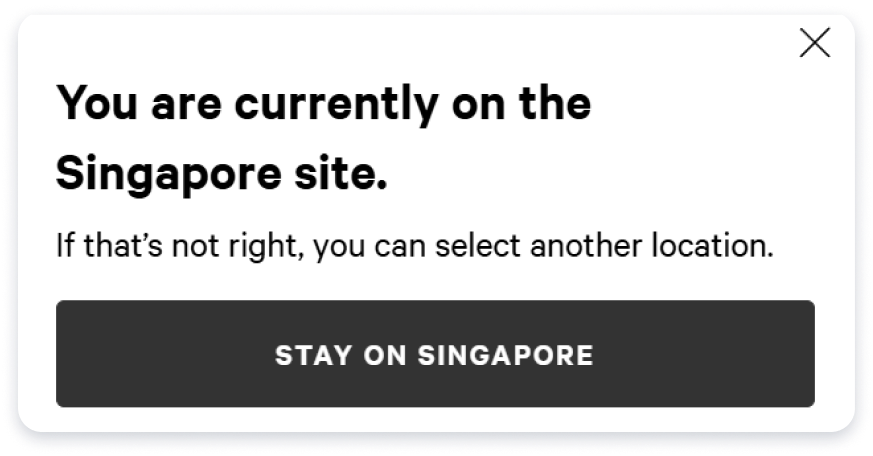 You are currently on the
Singapore site.
If that’s not right, you can select another location.
STAY ON SINGAPORE